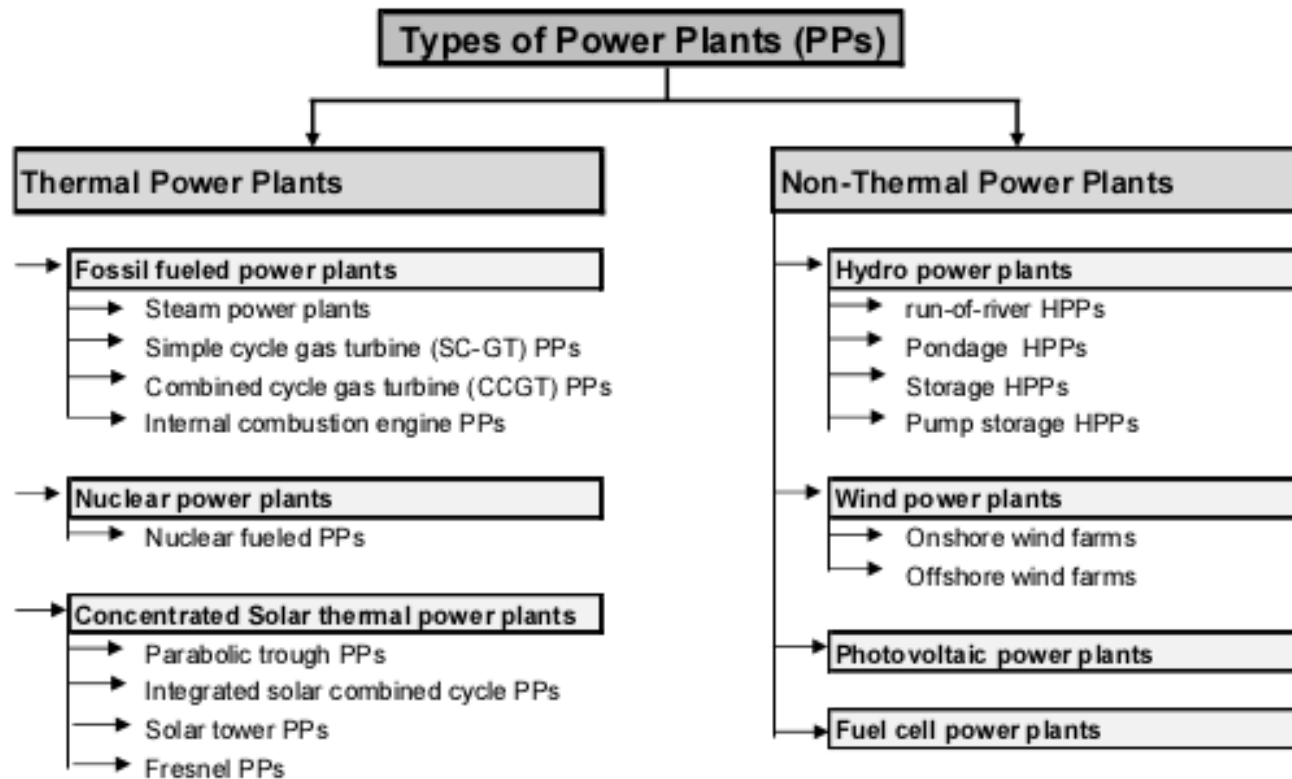 Types of Power Plants (PPs)
Thermal Power Plants
Fossil fueled power plants
Steam power plants
Simple cycle gas turbine (SC-GT) PPs
Combined cycle gas turbine (CCGT) PPs
Internal combustion engine PPs
Nuclear power plants
Nuclear fueled PPs
Concentrated Solar thermal power plants
Parabolic trough PPs
Integrated solar combined cycle PPs
Solar tower PPs
Fresnel PPs
Non-Thermal Power Plants
Hydro power plants
run-of-river HPPs
Pondage HPPs
Storage HPPs
Pump storage HPPs
Wind power plants
Onshore wind farms
Offshore wind farms
Photovoltaic power plants
Fuel cell power plants